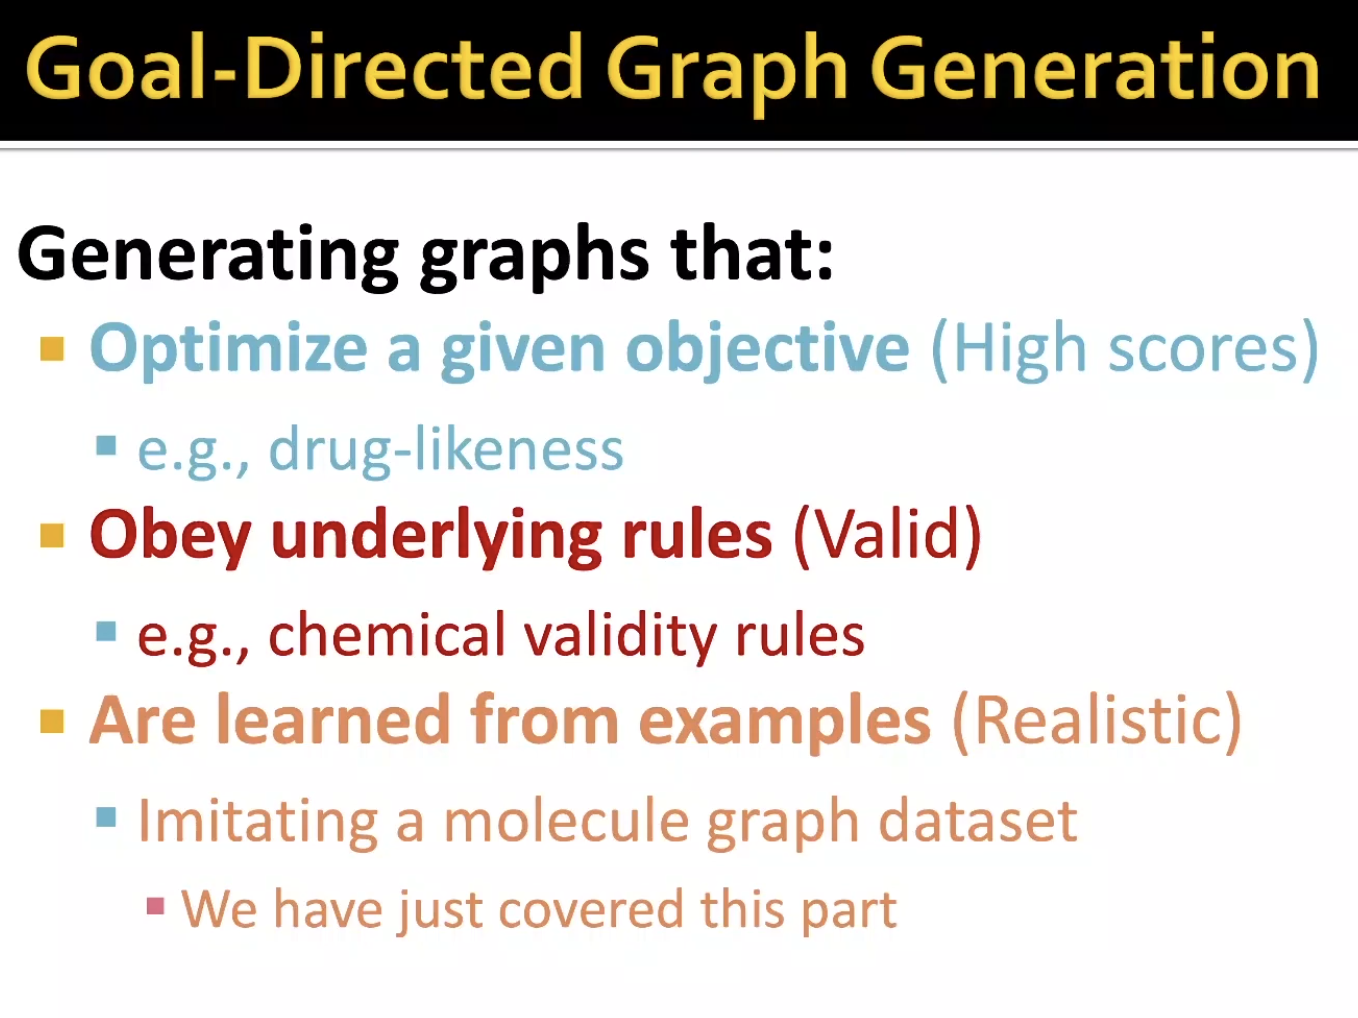 Goal-Directed Graph Generation
Generating graphs that:
Optimize a given objective (High scores)
e.g., drug-likeness
Obey underlying rules (Valid)
e.g., chemical validity rules
Are learned from examples (Realistic)
Imitating a molecule graph dataset
We have just covered this part